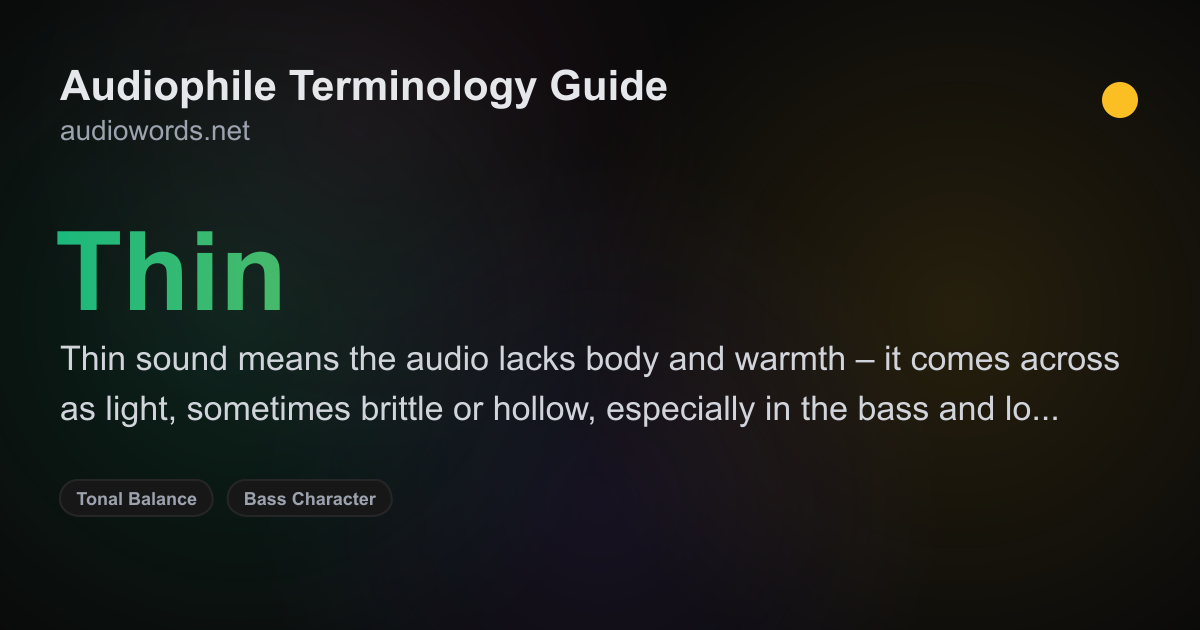 Audiophile Terminology Guide
audiowords.net
Thin
Thin sound means the audio lacks body and warmth – it comes across
as light, sometimes brittle or hollow, especially in the bass and lo...
Tonal Balance
Bass Character